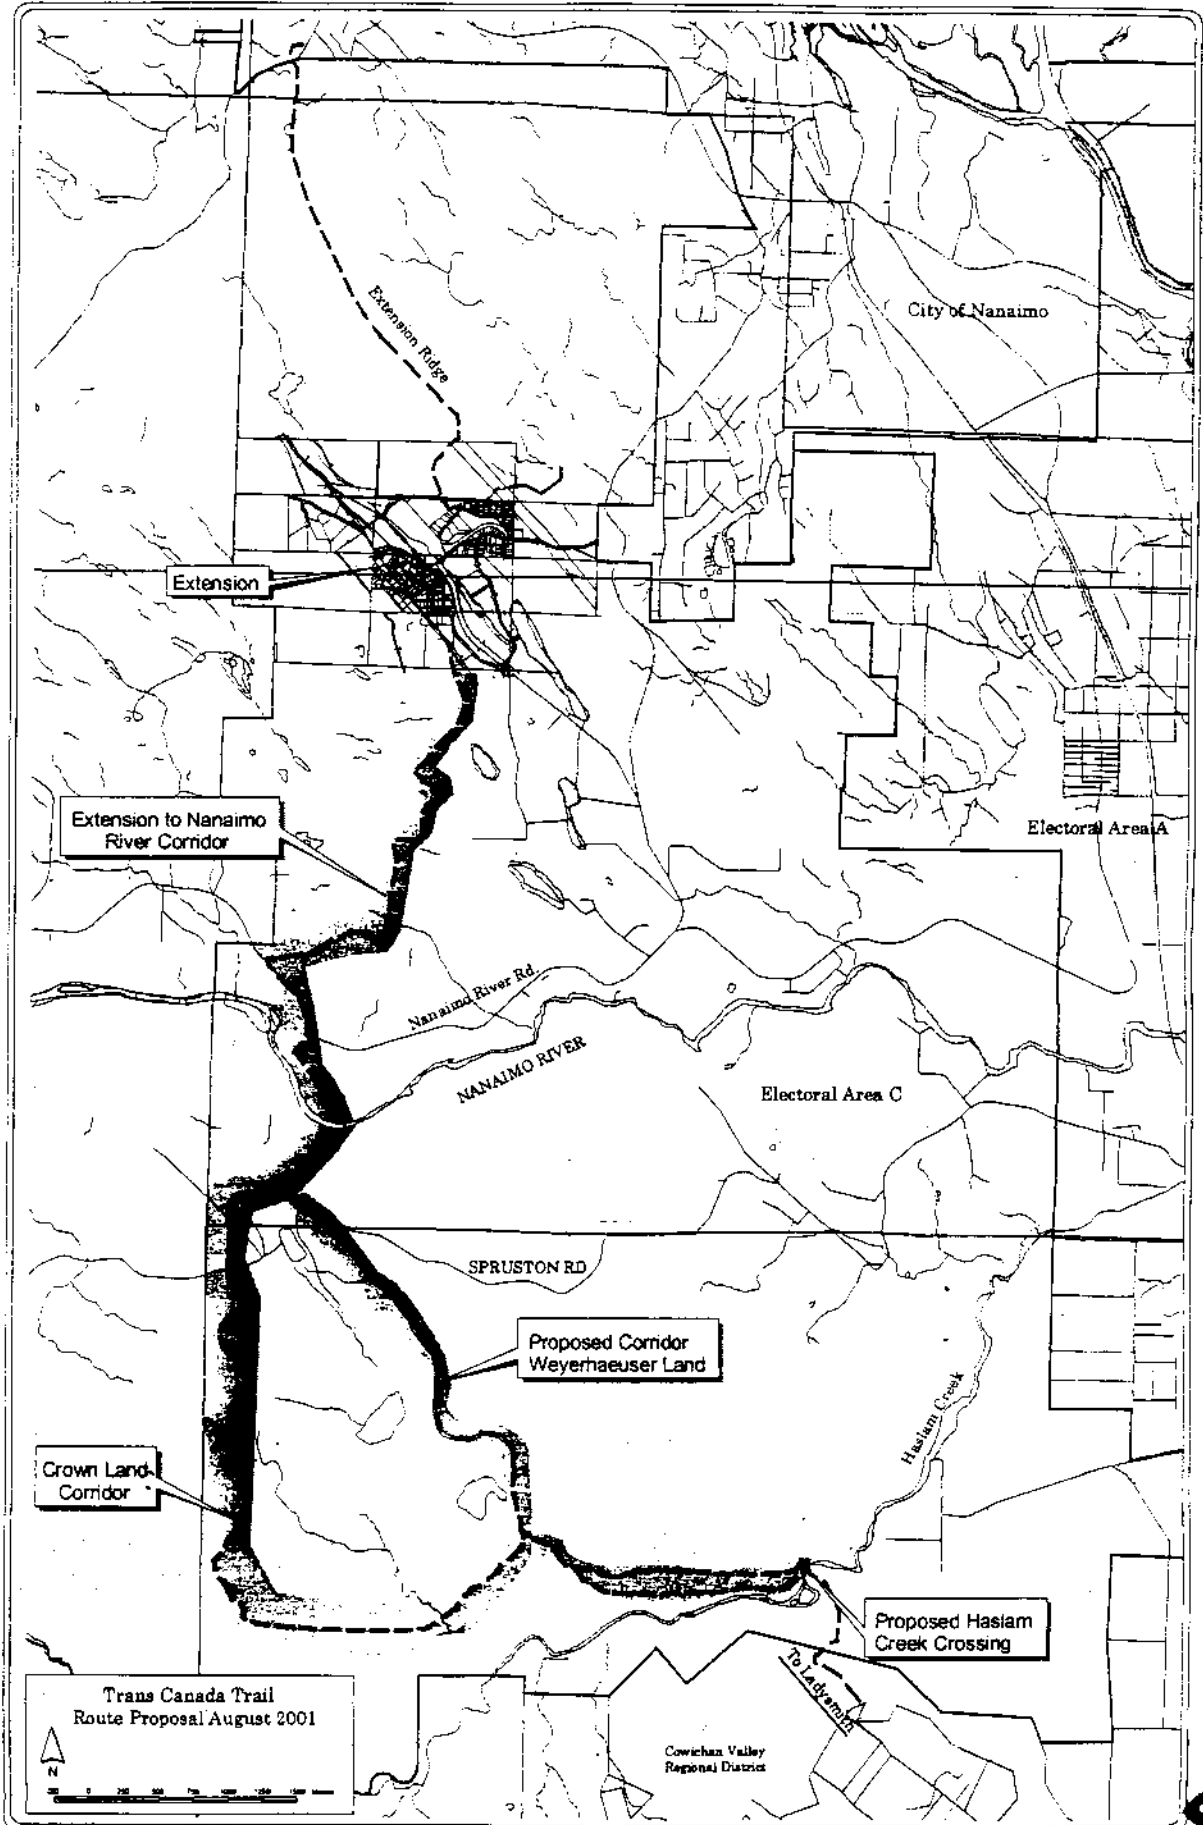 Extension Ridge
City of Nanaimo
Extension
Extension to Nanaimo
River Corridor
Electoral Area A
Nanaimo River Rd.
NANAIMO RIVER
Electoral Area C
SPRUSTON RD
Proposed Corridor
Weyerhaeuser Land
Haslam Creek
Crown Land
Corridor
Proposed Haslam
Creek Crossing
To Ladysmith
Trans Canada Trail
Route Proposal August 2001
N
Cowichan Valley
Regional District